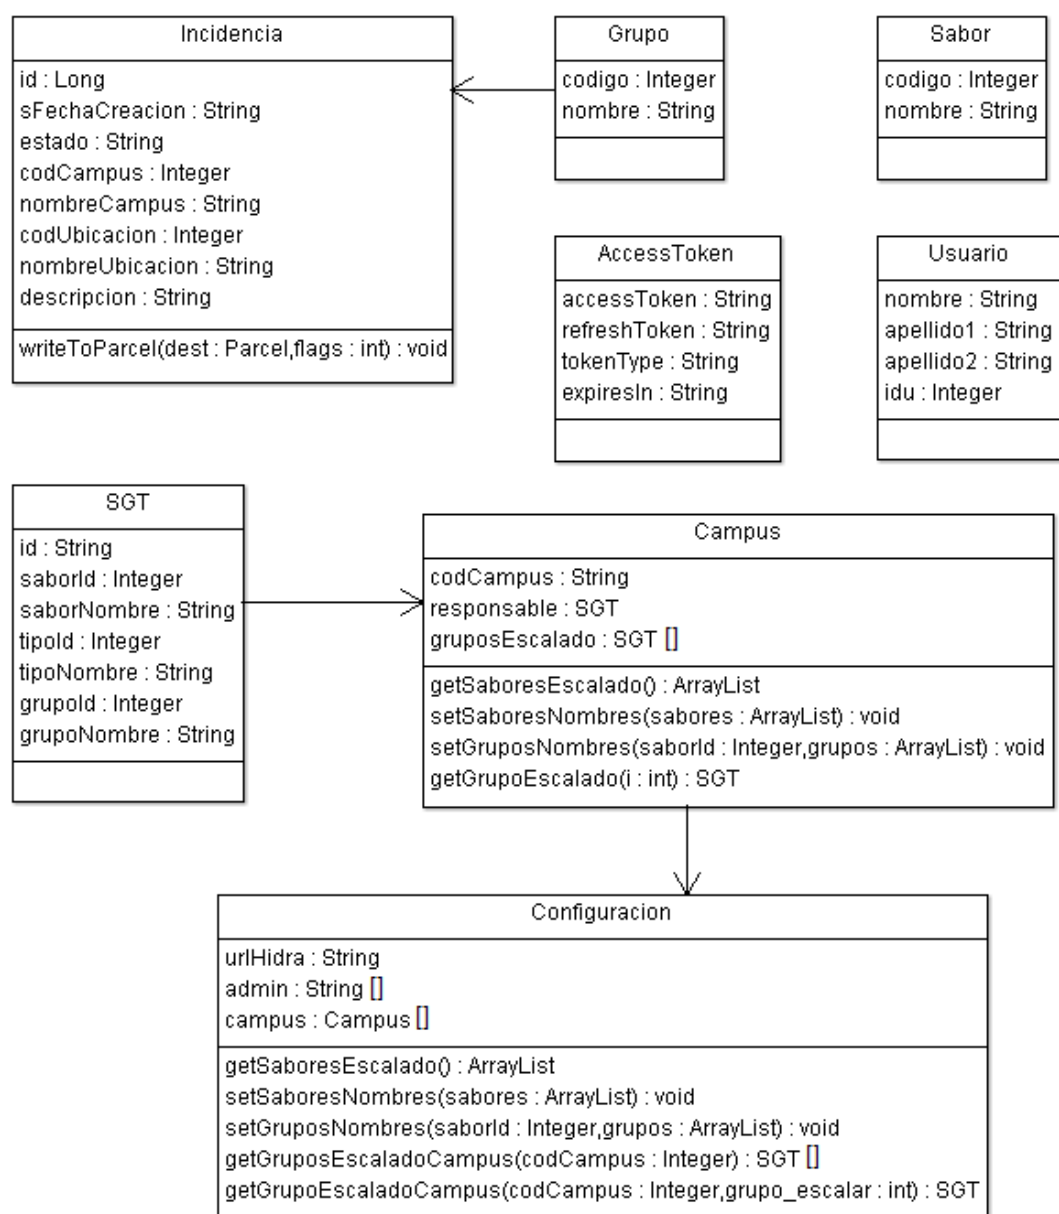 Incidencia
id : Long
sFechaCreacion : String
estado : String
codCampus : Integer
nombreCampus : String
codUbicacion : Integer
nombreUbicacion : String
descripcion : String
writeToParcel(dest : Parcel,flags : int) : void
Grupo
codigo : Integer
nombre : String
Sabor
codigo : Integer
nombre : String
AccessToken
accessToken : String
refreshToken : String
tokenType : String
expiresIn : String
Usuario
nombre : String
apellido1 : String
apellido2 : String
idu : Integer
SGT
id : String
saborId : Integer
saborNombre : String
tipoId : Integer
tipoNombre : String
grupoId : Integer
grupoNombre : String
Campus
codCampus : String
responsable : SGT
gruposEscalado : SGT []
getSaboresEscalado() : ArrayList
setSaboresNombres(sabores : ArrayList) : void
setGruposNombres(saborId : Integer,grupos : ArrayList) : void
getGrupoEscalado(i : int) : SGT
Configuracion
urlHidra : String
admin : String []
campus : Campus []
getSaboresEscalado() : ArrayList
setSaboresNombres(sabores : ArrayList) : void
setGruposNombres(saborId : Integer,grupos : ArrayList) : void
getGruposEscaladoCampus(codCampus : Integer) : SGT []
getGrupoEscaladoCampus(codCampus : Integer,grupo_escalar : int) : SGT